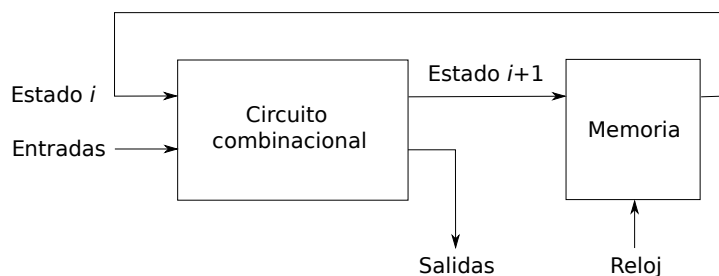 Estado i+1
Estado i
Circuito
combinacional
Memoria
Entradas
Salidas
Reloj